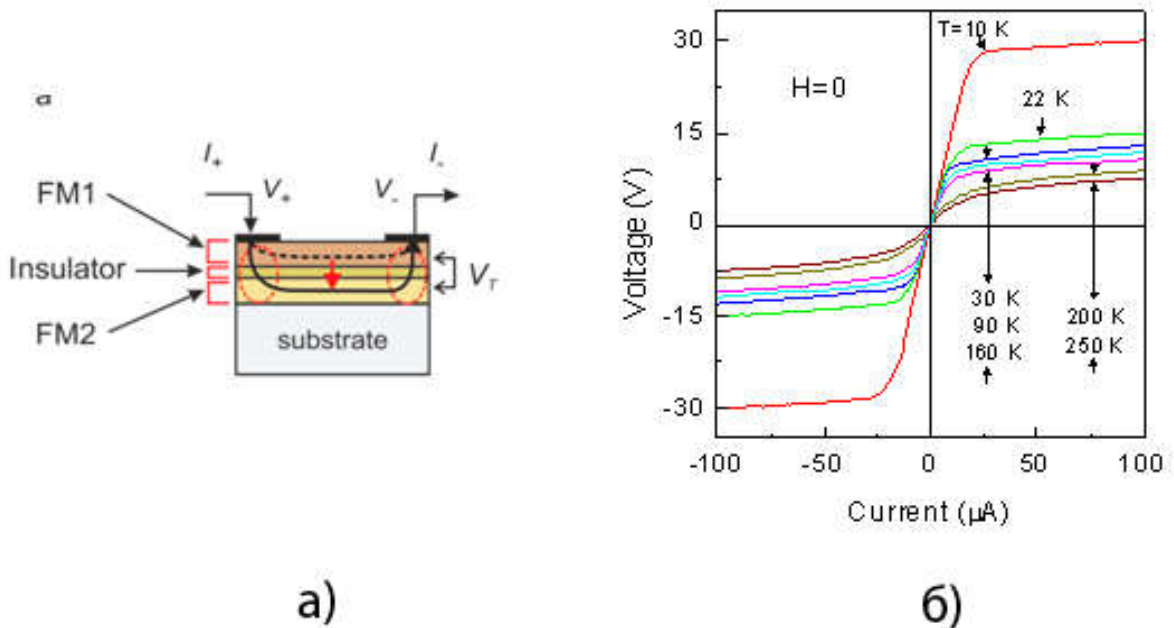 a
I₊
I₋
FM1
V₊
V₋
Insulator
V_T
FM2
substrate
а)
30
T=10 K
H=0
22 K
15
Voltage (V)
0
30 K
90 K
160 K
200 K
250 K
-15
-30
-100
-50
0
50
100
Current (μA)
б)